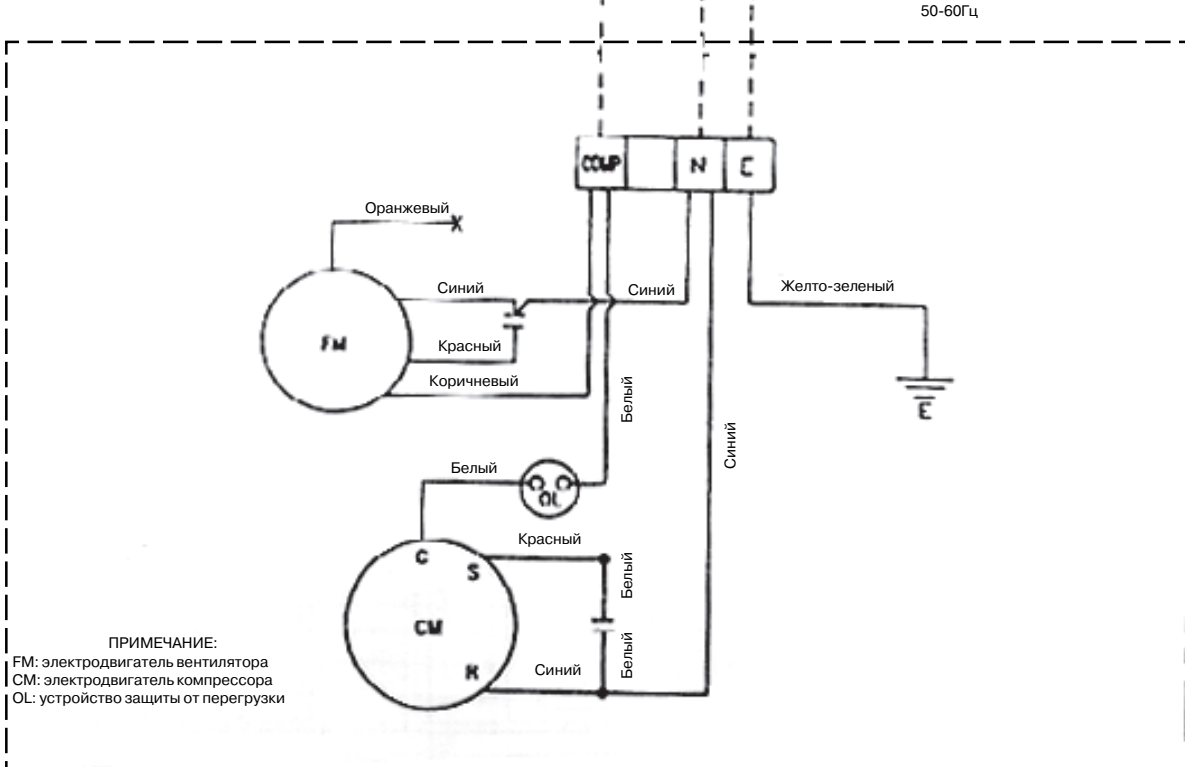 50-60Гц
COMP
N
E
Оранжевый
Синий
Синий
Желто-зеленый
FM
Красный
Коричневый
Белый
E
Синий
Белый
OL
Красный
C
S
Белый
CM
ПРИМЕЧАНИЕ:
FM: электродвигатель вентилятора
Белый
R
Синий
CM: электродвигатель компрессора
OL: устройство защиты от перегрузки